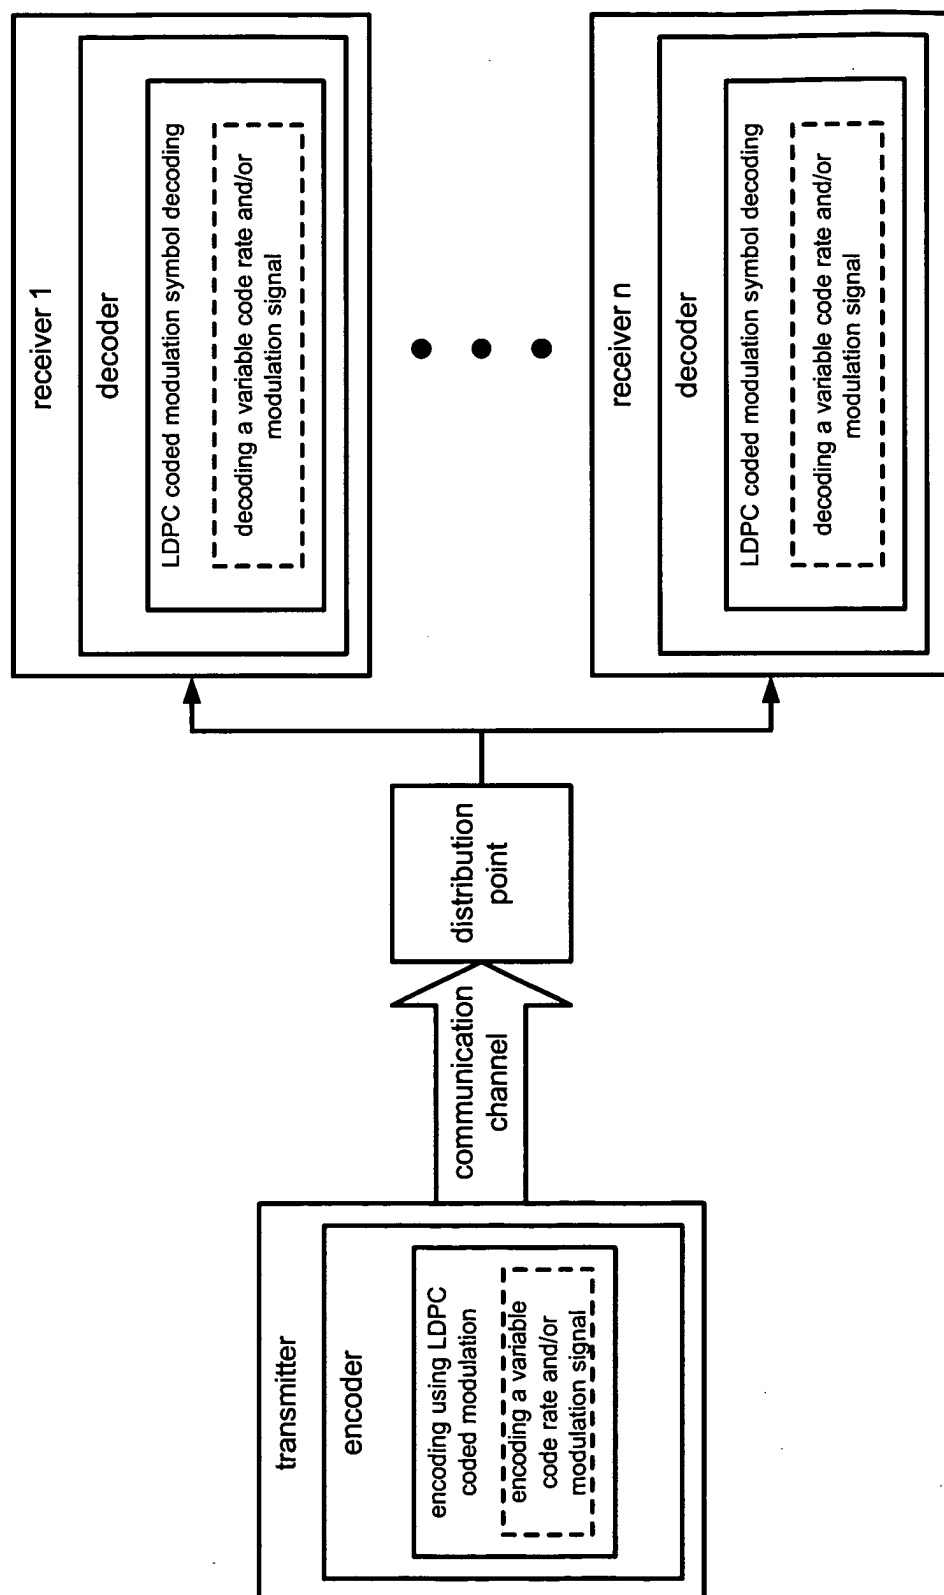 transmitter
encoder
encoding using LDPC
coded modulation
encoding a variable
code rate and/or
modulation signal
communication
channel
distribution
point
receiver 1
decoder
LDPC coded modulation symbol decoding
decoding a variable code rate and/or
modulation signal
receiver n
decoder
LDPC coded modulation symbol decoding
decoding a variable code rate and/or
modulation signal